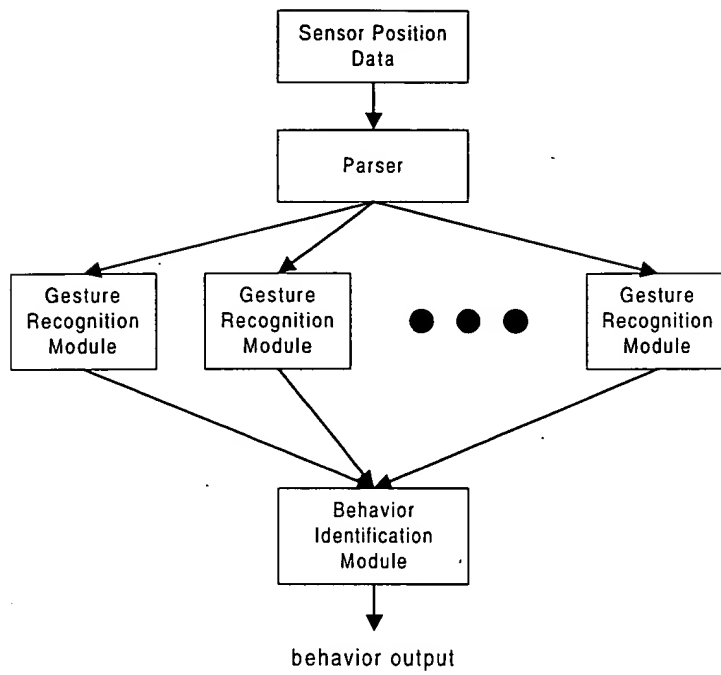 Sensor Position
Data
Parser
Gesture
Recognition
Module
Gesture
Recognition
Module
Gesture
Recognition
Module
Behavior
Identification
Module
behavior output